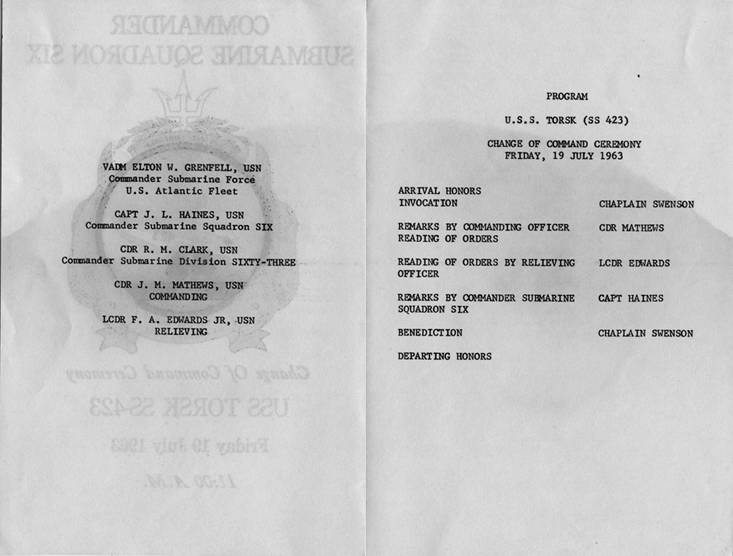 COMMANDER
SUBMARINE SQUADRON SIX
VADM ELTON W. GRENFELL, USN
Commander Submarine Force
U.S. Atlantic Fleet
CAPT J. L. HAINES, USN
Commander Submarine Squadron SIX
CDR R. M. CLARK, USN
Commander Submarine Division SIXTY-THREE
CDR J. M. MATHEWS, USN
COMMANDING
LCDR F. A. EDWARDS JR, USN
RELIEVING
Change Of Command Ceremony
USS TORSK SS-423
Friday 19 July 1963
11:00 A.M.
PROGRAM
U.S.S. TORSK (SS 423)
CHANGE OF COMMAND CEREMONY
FRIDAY, 19 JULY 1963
ARRIVAL HONORS
INVOCATION CHAPLAIN SWENSON
REMARKS BY COMMANDING OFFICER CDR MATHEWS
READING OF ORDERS
READING OF ORDERS BY RELIEVING LCDR EDWARDS
OFFICER
REMARKS BY COMMANDER SUBMARINE CAPT HAINES
SQUADRON SIX
BENEDICTION CHAPLAIN SWENSON
DEPARTING HONORS